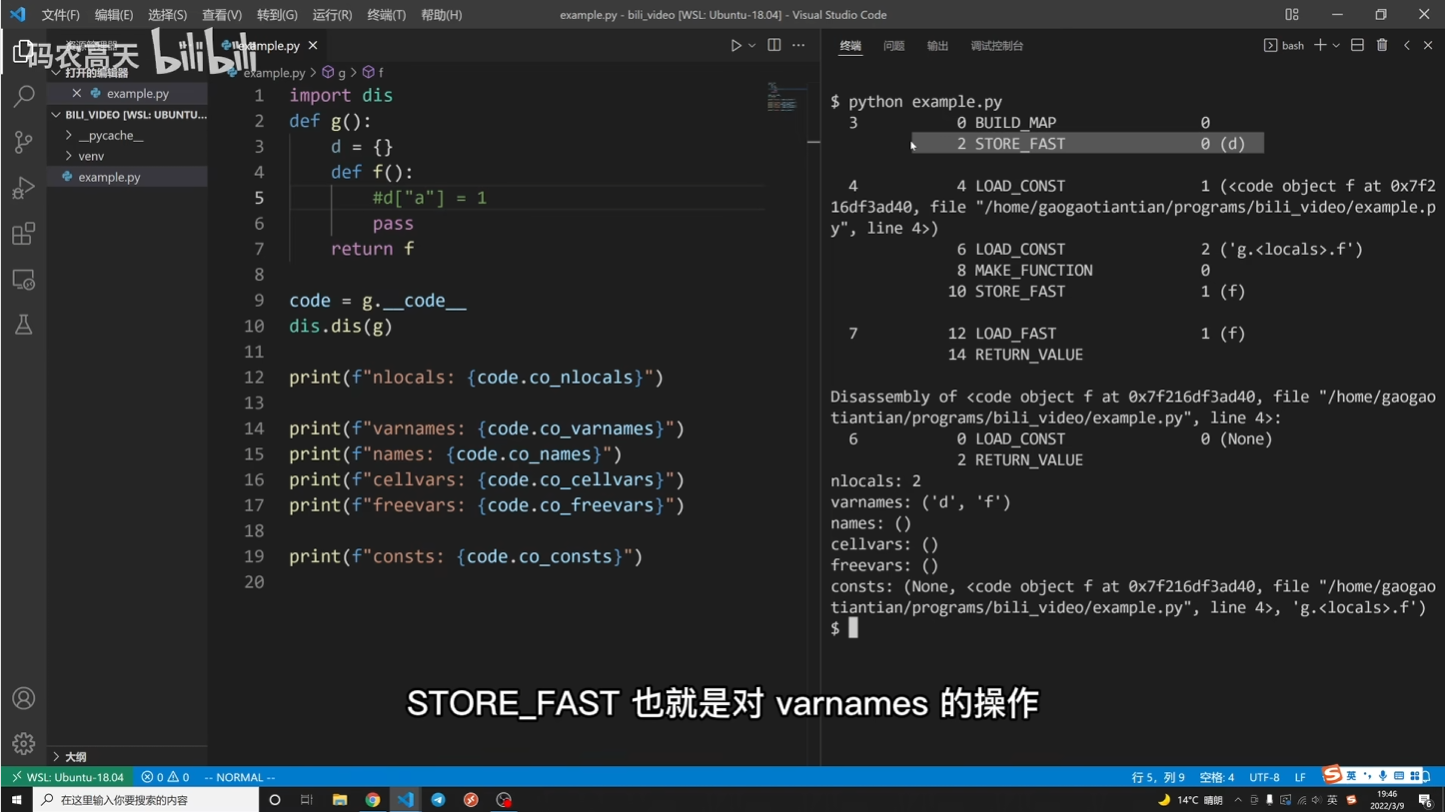 文件(F) 编辑(E) 选择(S) 查看(V) 转到(G) 运行(R) 终端(T) 帮助(H)
example.py - bili_video [WSL: Ubuntu-18.04] - Visual Studio Code
码农高天 bilibili
资源管理器
打开的编辑器
example.py
BILI_VIDEO [WSL: UBUNTU...
__pycache__
venv
example.py
大纲
example.py
example.py > g > f
1 import dis
2 def g():
3 d = {}
4 def f():
5 #d["a"] = 1
6 pass
7 return f
8
9 code = g.__code__
10 dis.dis(g)
11
12 print(f"nlocals: {code.co_nlocals}")
13
14 print(f"varnames: {code.co_varnames}")
15 print(f"names: {code.co_names}")
16 print(f"cellvars: {code.co_cellvars}")
17 print(f"freevars: {code.co_freevars}")
18
19 print(f"consts: {code.co_consts}")
20
终端 问题 输出 调试控制台
bash
$ python example.py
3 0 BUILD_MAP 0
2 STORE_FAST 0 (d)
4 4 LOAD_CONST 1 (<code object f at 0x7f2
16df3ad40, file "/home/gaogaotiantian/programs/bili_video/example.p
y", line 4>)
6 LOAD_CONST 2 ('g.<locals>.f')
8 MAKE_FUNCTION 0
10 STORE_FAST 1 (f)
7 12 LOAD_FAST 1 (f)
14 RETURN_VALUE
Disassembly of <code object f at 0x7f216df3ad40, file "/home/gaogao
tiantian/programs/bili_video/example.py", line 4>:
6 0 LOAD_CONST 0 (None)
2 RETURN_VALUE
nlocals: 2
varnames: ('d', 'f')
names: ()
cellvars: ()
freevars: ()
consts: (None, <code object f at 0x7f216df3ad40, file "/home/gaogao
tiantian/programs/bili_video/example.py", line 4>, 'g.<locals>.f')
$
STORE_FAST 也就是对 varnames 的操作
WSL: Ubuntu-18.04 0 0 -- NORMAL --
行 5，列 9 空格: 4 UTF-8 LF
英
在这里输入你要搜索的内容
14°C 晴朗
英
19:46
2022/3/9